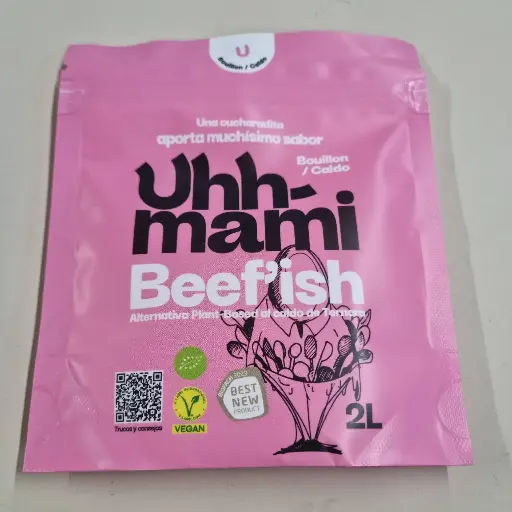 U
Bouillon / Caldo
Una cucharadita
aporta muchísimo sabor
Bouillon
/ Caldo
Uhh-
mami
Beef'ish
Alternativa Plant-Based al caldo de Ternera
BEST
NEW
PRODUCT
V
VEGAN
Trucos y consejos
2L